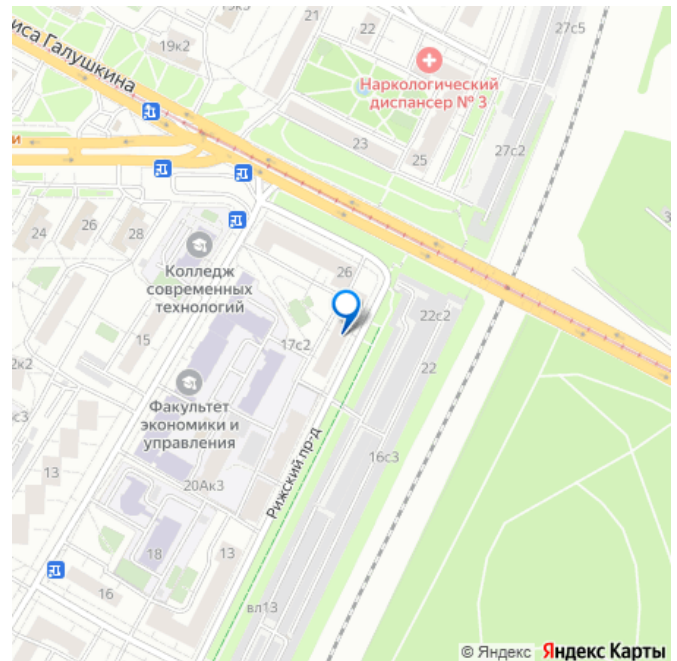 21
22
27с5
19к2
иса Галушкина
Наркологический
диспансер № 3
и
23
25
27с2
24
26
28
Колледж
современных
технологий
26
22с2
15
17с2
22
2к2
Факультет
экономики и
управления
с3
13
16с3
20Ак3
Рижский пр-д
18
13
16
вл13
3
© Яндекс Яндекс Карты